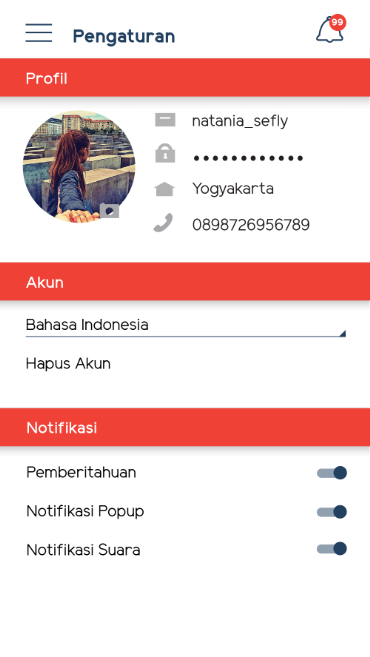 Pengaturan
99
Profil
natania_sefly
••••••••••••
Yogyakarta
0898726956789
Akun
Bahasa Indonesia
Hapus Akun
Notifikasi
Pemberitahuan
Notifikasi Popup
Notifikasi Suara